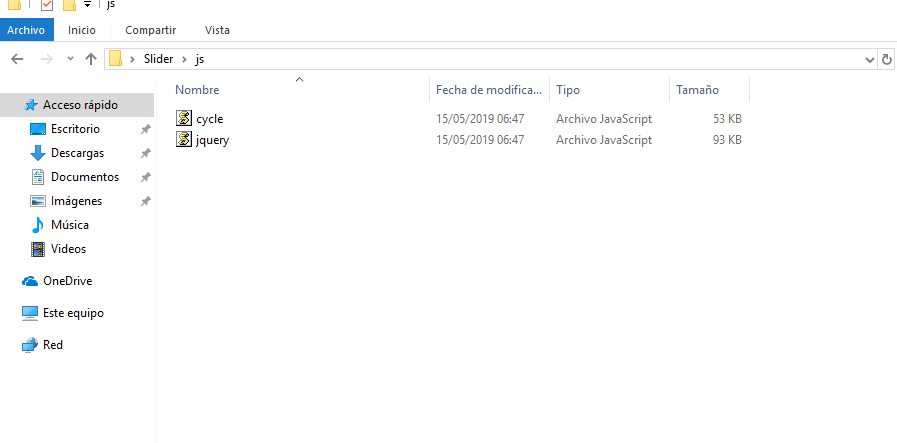 js
Archivo Inicio Compartir Vista
Slider js
Nombre Fecha de modifica... Tipo Tamaño
cycle 15/05/2019 06:47 Archivo JavaScript 53 KB
jquery 15/05/2019 06:47 Archivo JavaScript 93 KB
Acceso rápido
Escritorio
Descargas
Documentos
Imágenes
Música
Videos
OneDrive
Este equipo
Red